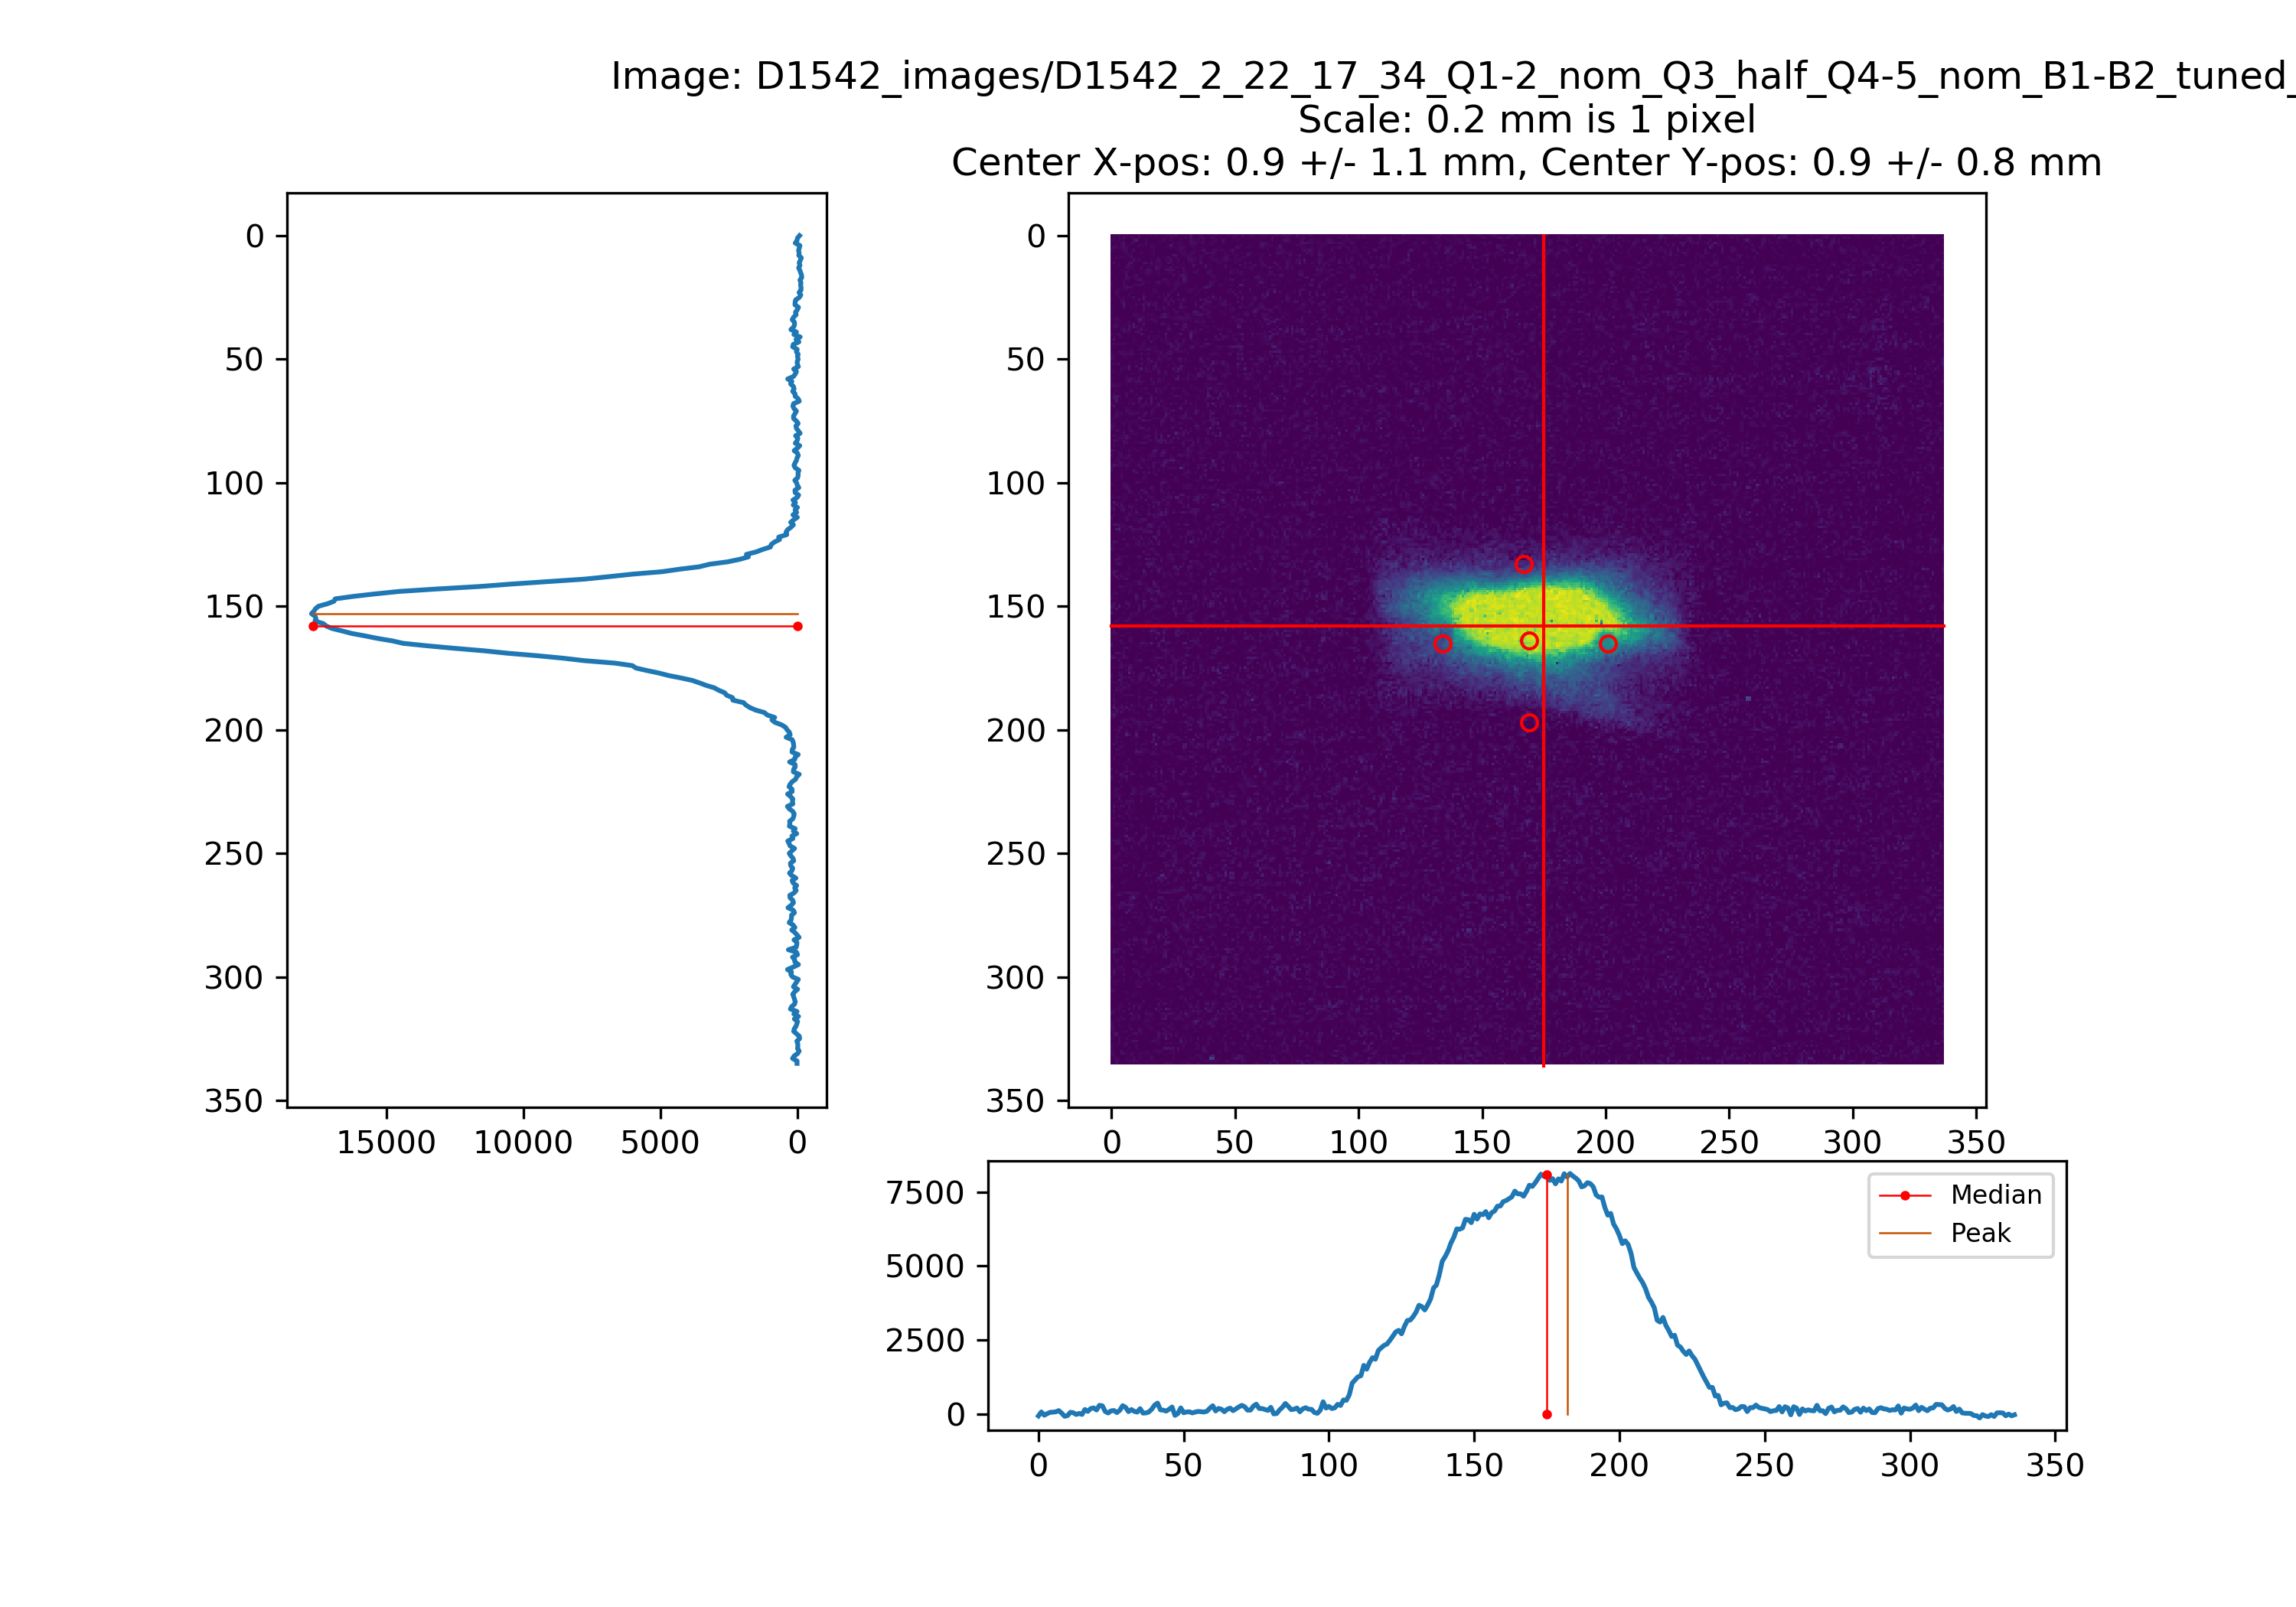 Image: D1542_images/D1542_2_22_17_34_Q1-2_nom_Q3_half_Q4-5_nom_B1-B2_tuned_
Scale: 0.2 mm is 1 pixel
Center X-pos: 0.9 +/- 1.1 mm, Center Y-pos: 0.9 +/- 0.8 mm
0
50
100
150
200
250
300
350
15000 10000 5000 0
0
50
100
150
200
250
300
350
0 50 100 150 200 250 300 350
7500
5000
2500
0
Median
Peak
0 50 100 150 200 250 300 350